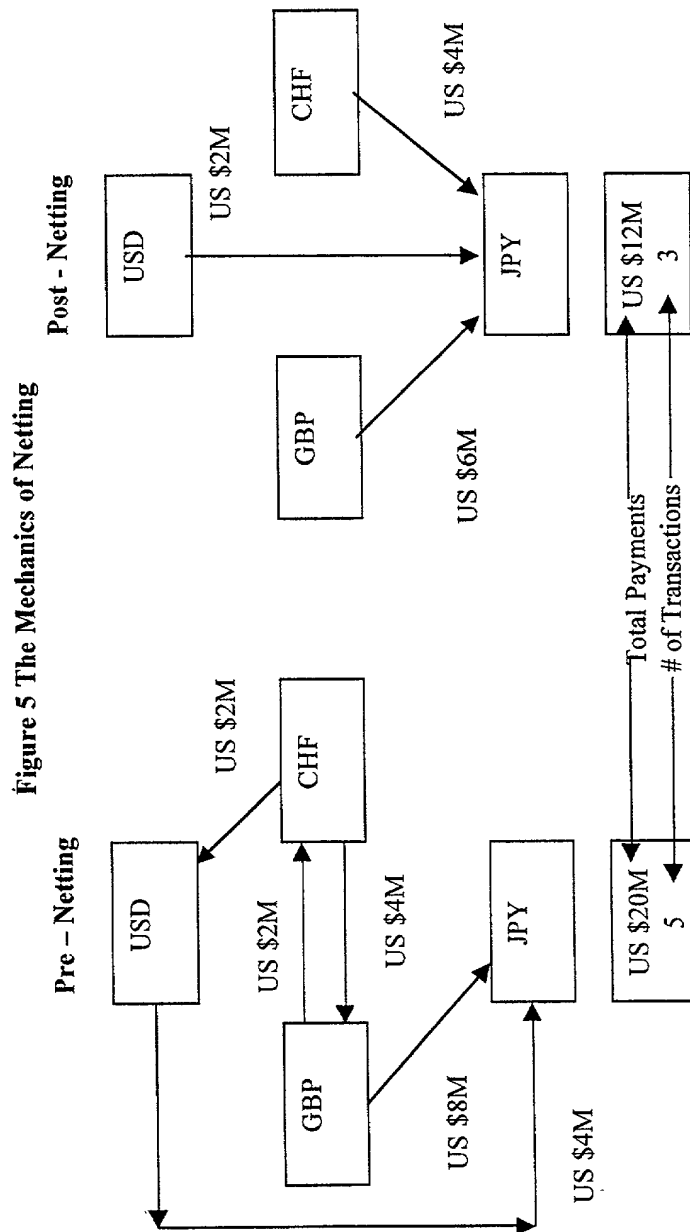 Figure 5 The Mechanics of Netting
Pre – Netting
USD
US $2M
CHF
US $2M
US $4M
GBP
US $8M
JPY
US $4M
US $20M
5
Total Payments
# of Transactions
Post - Netting
USD
US $2M
CHF
US $4M
GBP
US $6M
JPY
US $12M
3